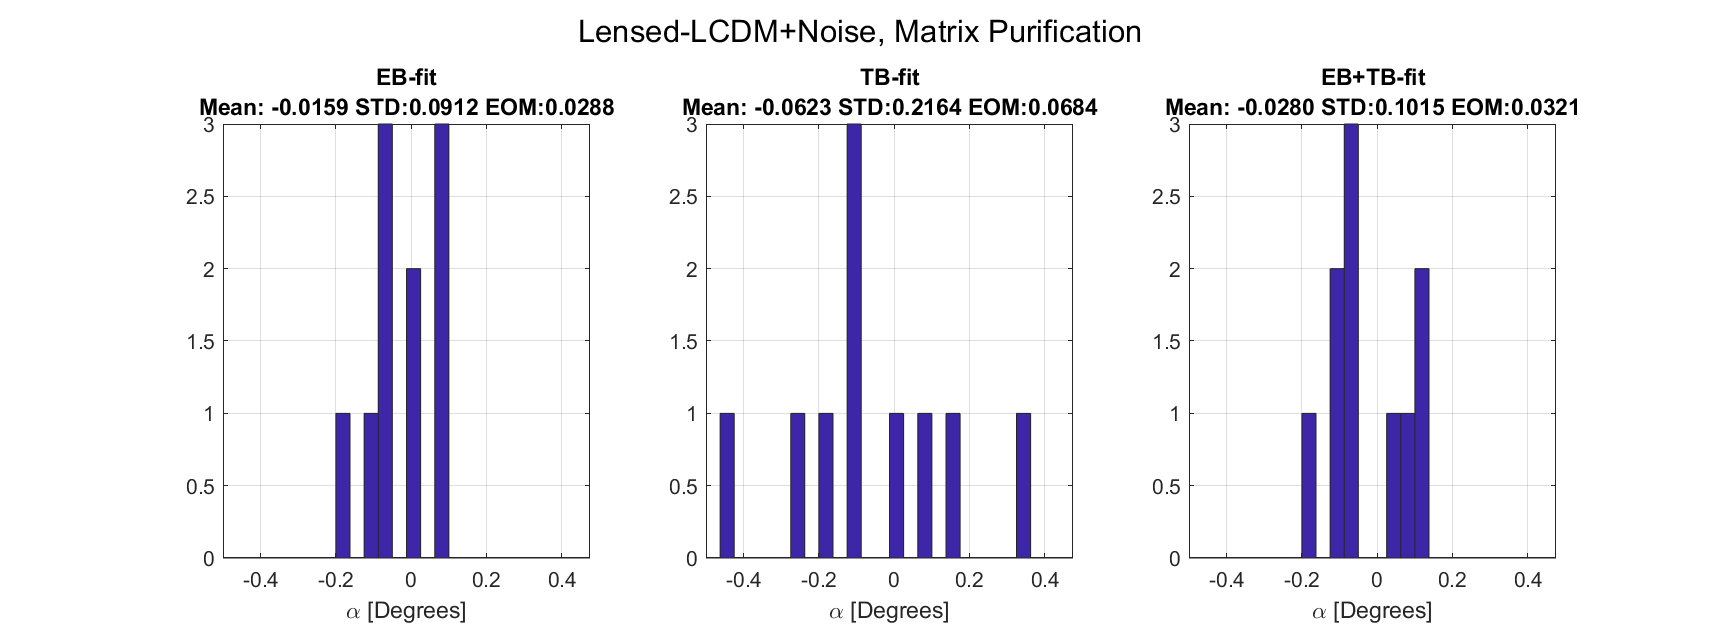 Lensed-LCDM+Noise, Matrix Purification
EB-fit
Mean: -0.0159 STD:0.0912 EOM:0.0288
3
2.5
2
1.5
1
0.5
0
-0.4 -0.2 0 0.2 0.4
α [Degrees]
TB-fit
Mean: -0.0623 STD:0.2164 EOM:0.0684
3
2.5
2
1.5
1
0.5
0
-0.4 -0.2 0 0.2 0.4
α [Degrees]
EB+TB-fit
Mean: -0.0280 STD:0.1015 EOM:0.0321
3
2.5
2
1.5
1
0.5
0
-0.4 -0.2 0 0.2 0.4
α [Degrees]